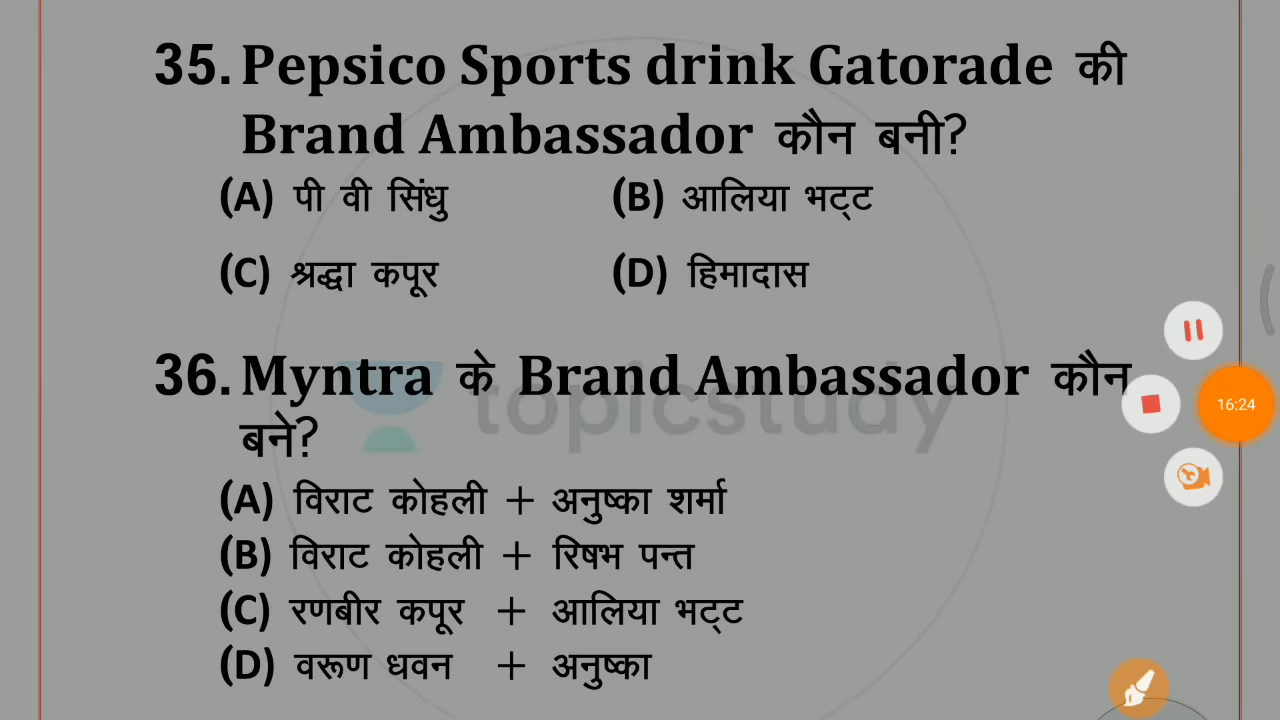 35. Pepsico Sports drink Gatorade की
Brand Ambassador कौन बनी?
(A) पी वी सिंधु (B) आलिया भट्ट
(C) श्रद्धा कपूर (D) हिमादास
36. Myntra के Brand Ambassador कौन
बने?
topicstudy
(A) विराट कोहली + अनुष्का शर्मा
(B) विराट कोहली + रिषभ पन्त
(C) रणबीर कपूर + आलिया भट्ट
(D) वरूण धवन + अनुष्का
16:24